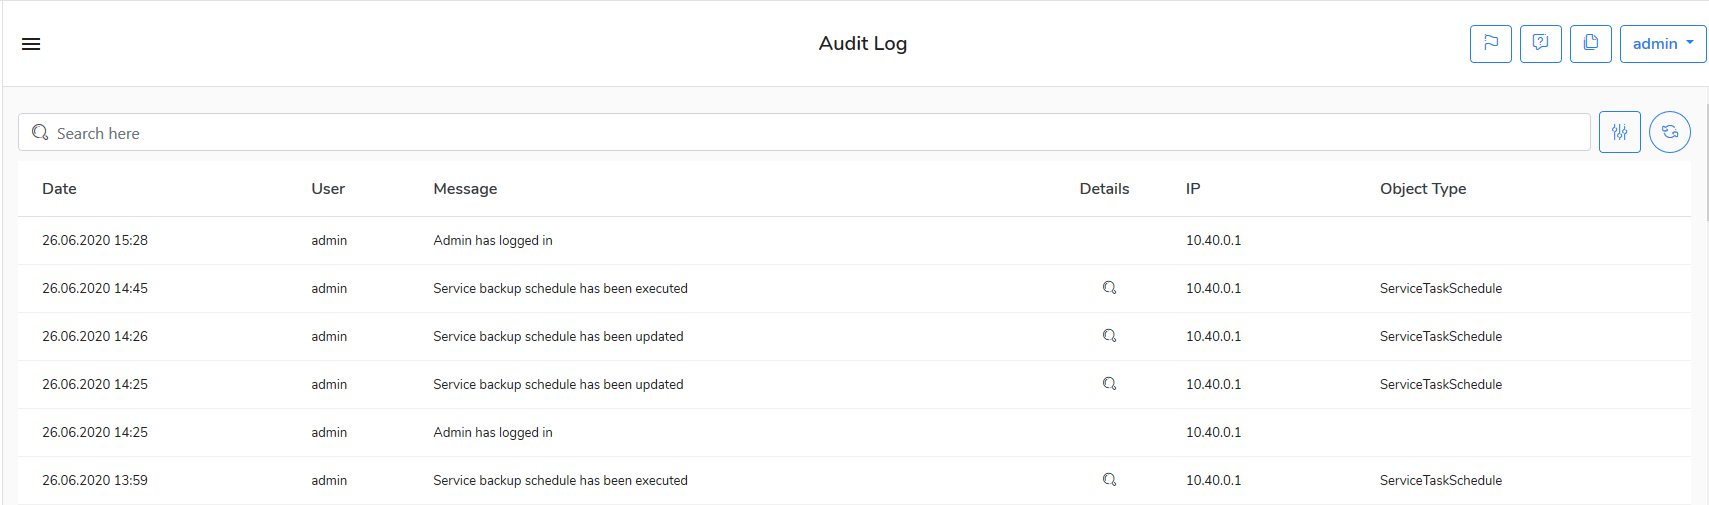 Audit Log
admin
Search here
Date User Message Details IP Object Type
26.06.2020 15:28 admin Admin has logged in 10.40.0.1
26.06.2020 14:45 admin Service backup schedule has been executed 10.40.0.1 ServiceTaskSchedule
26.06.2020 14:26 admin Service backup schedule has been updated 10.40.0.1 ServiceTaskSchedule
26.06.2020 14:25 admin Service backup schedule has been updated 10.40.0.1 ServiceTaskSchedule
26.06.2020 14:25 admin Admin has logged in 10.40.0.1
26.06.2020 13:59 admin Service backup schedule has been executed 10.40.0.1 ServiceTaskSchedule